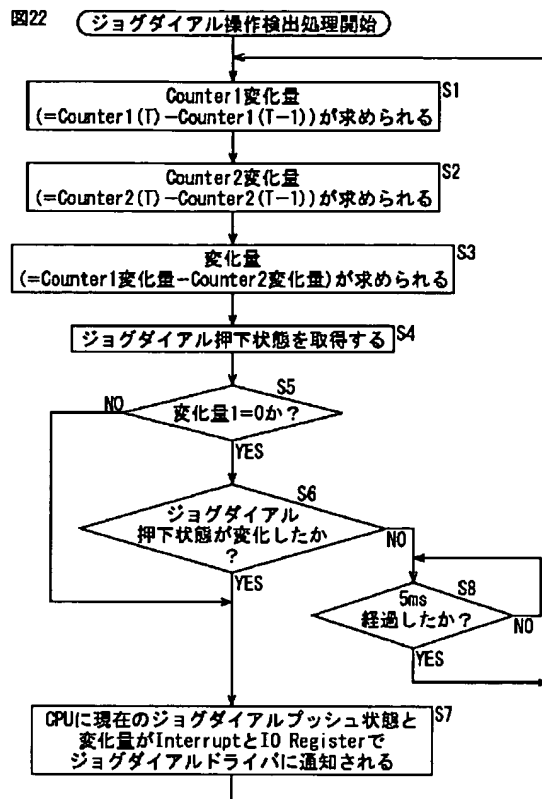 図22
ジョグダイアル操作検出処理開始
Counter1変化量
(=Counter1(T)-Counter1(T-1))が求められる
S1
Counter2変化量
(=Counter2(T)-Counter2(T-1))が求められる
S2
変化量
(=Counter1変化量-Counter2変化量)が求められる
S3
ジョグダイアル押下状態を取得する
S4
S5
変化量1=0か?
NO
YES
S6
ジョグダイアル
押下状態が変化したか
?
NO
YES
S8
5ms
経過したか?
NO
YES
S7
CPUに現在のジョグダイアルプッシュ状態と
変化量がInterruptとIO Registerで
ジョグダイアルドライバに通知される